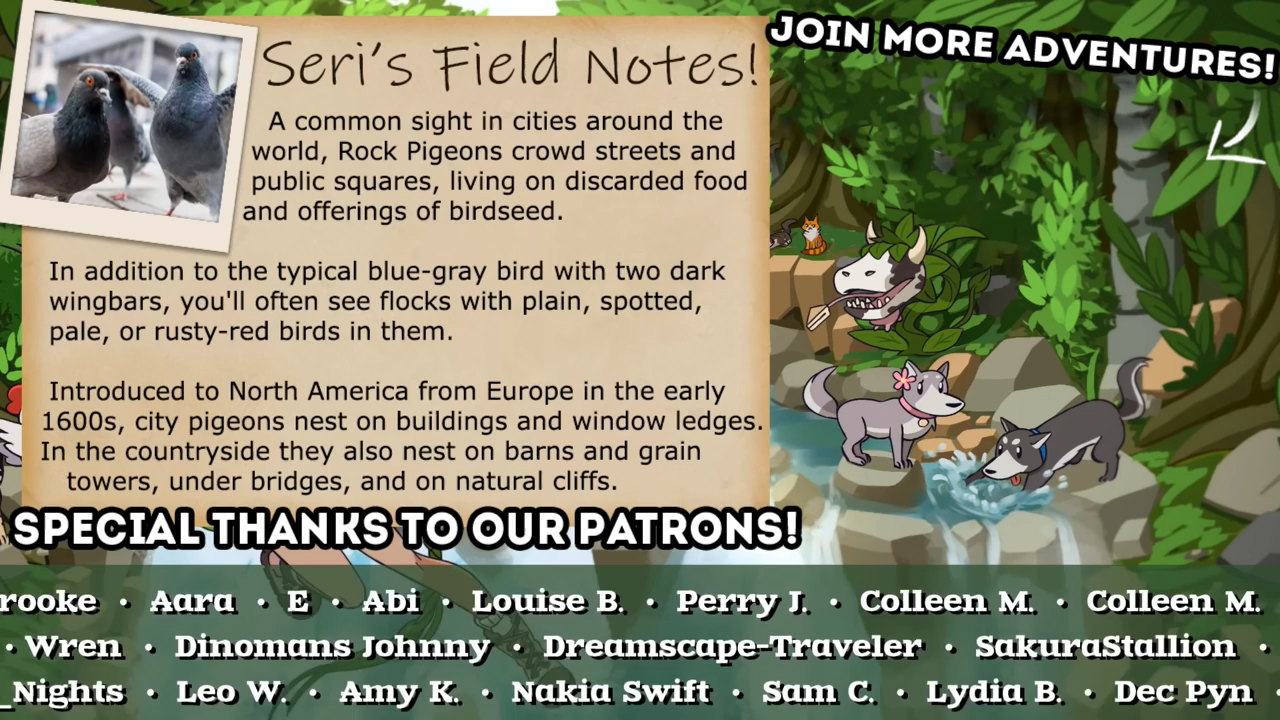 Seri's Field Notes!
JOIN MORE ADVENTURES!
A common sight in cities around the
world, Rock Pigeons crowd streets and
public squares, living on discarded food
and offerings of birdseed.
In addition to the typical blue-gray bird with two dark
wingbars, you'll often see flocks with plain, spotted,
pale, or rusty-red birds in them.
Introduced to North America from Europe in the early
1600s, city pigeons nest on buildings and window ledges.
In the countryside they also nest on barns and grain
towers, under bridges, and on natural cliffs.
SPECIAL THANKS TO OUR PATRONS!
rooke · Aara · E · Abi · Louise B. · Perry J. · Colleen M. · Colleen M.
· Wren · Dinomans Johnny · Dreamscape-Traveler · SakuraStallion ·
_Nights · Leo W. · Amy K. · Nakia Swift · Sam C. · Lydia B. · Dec Pyn ·